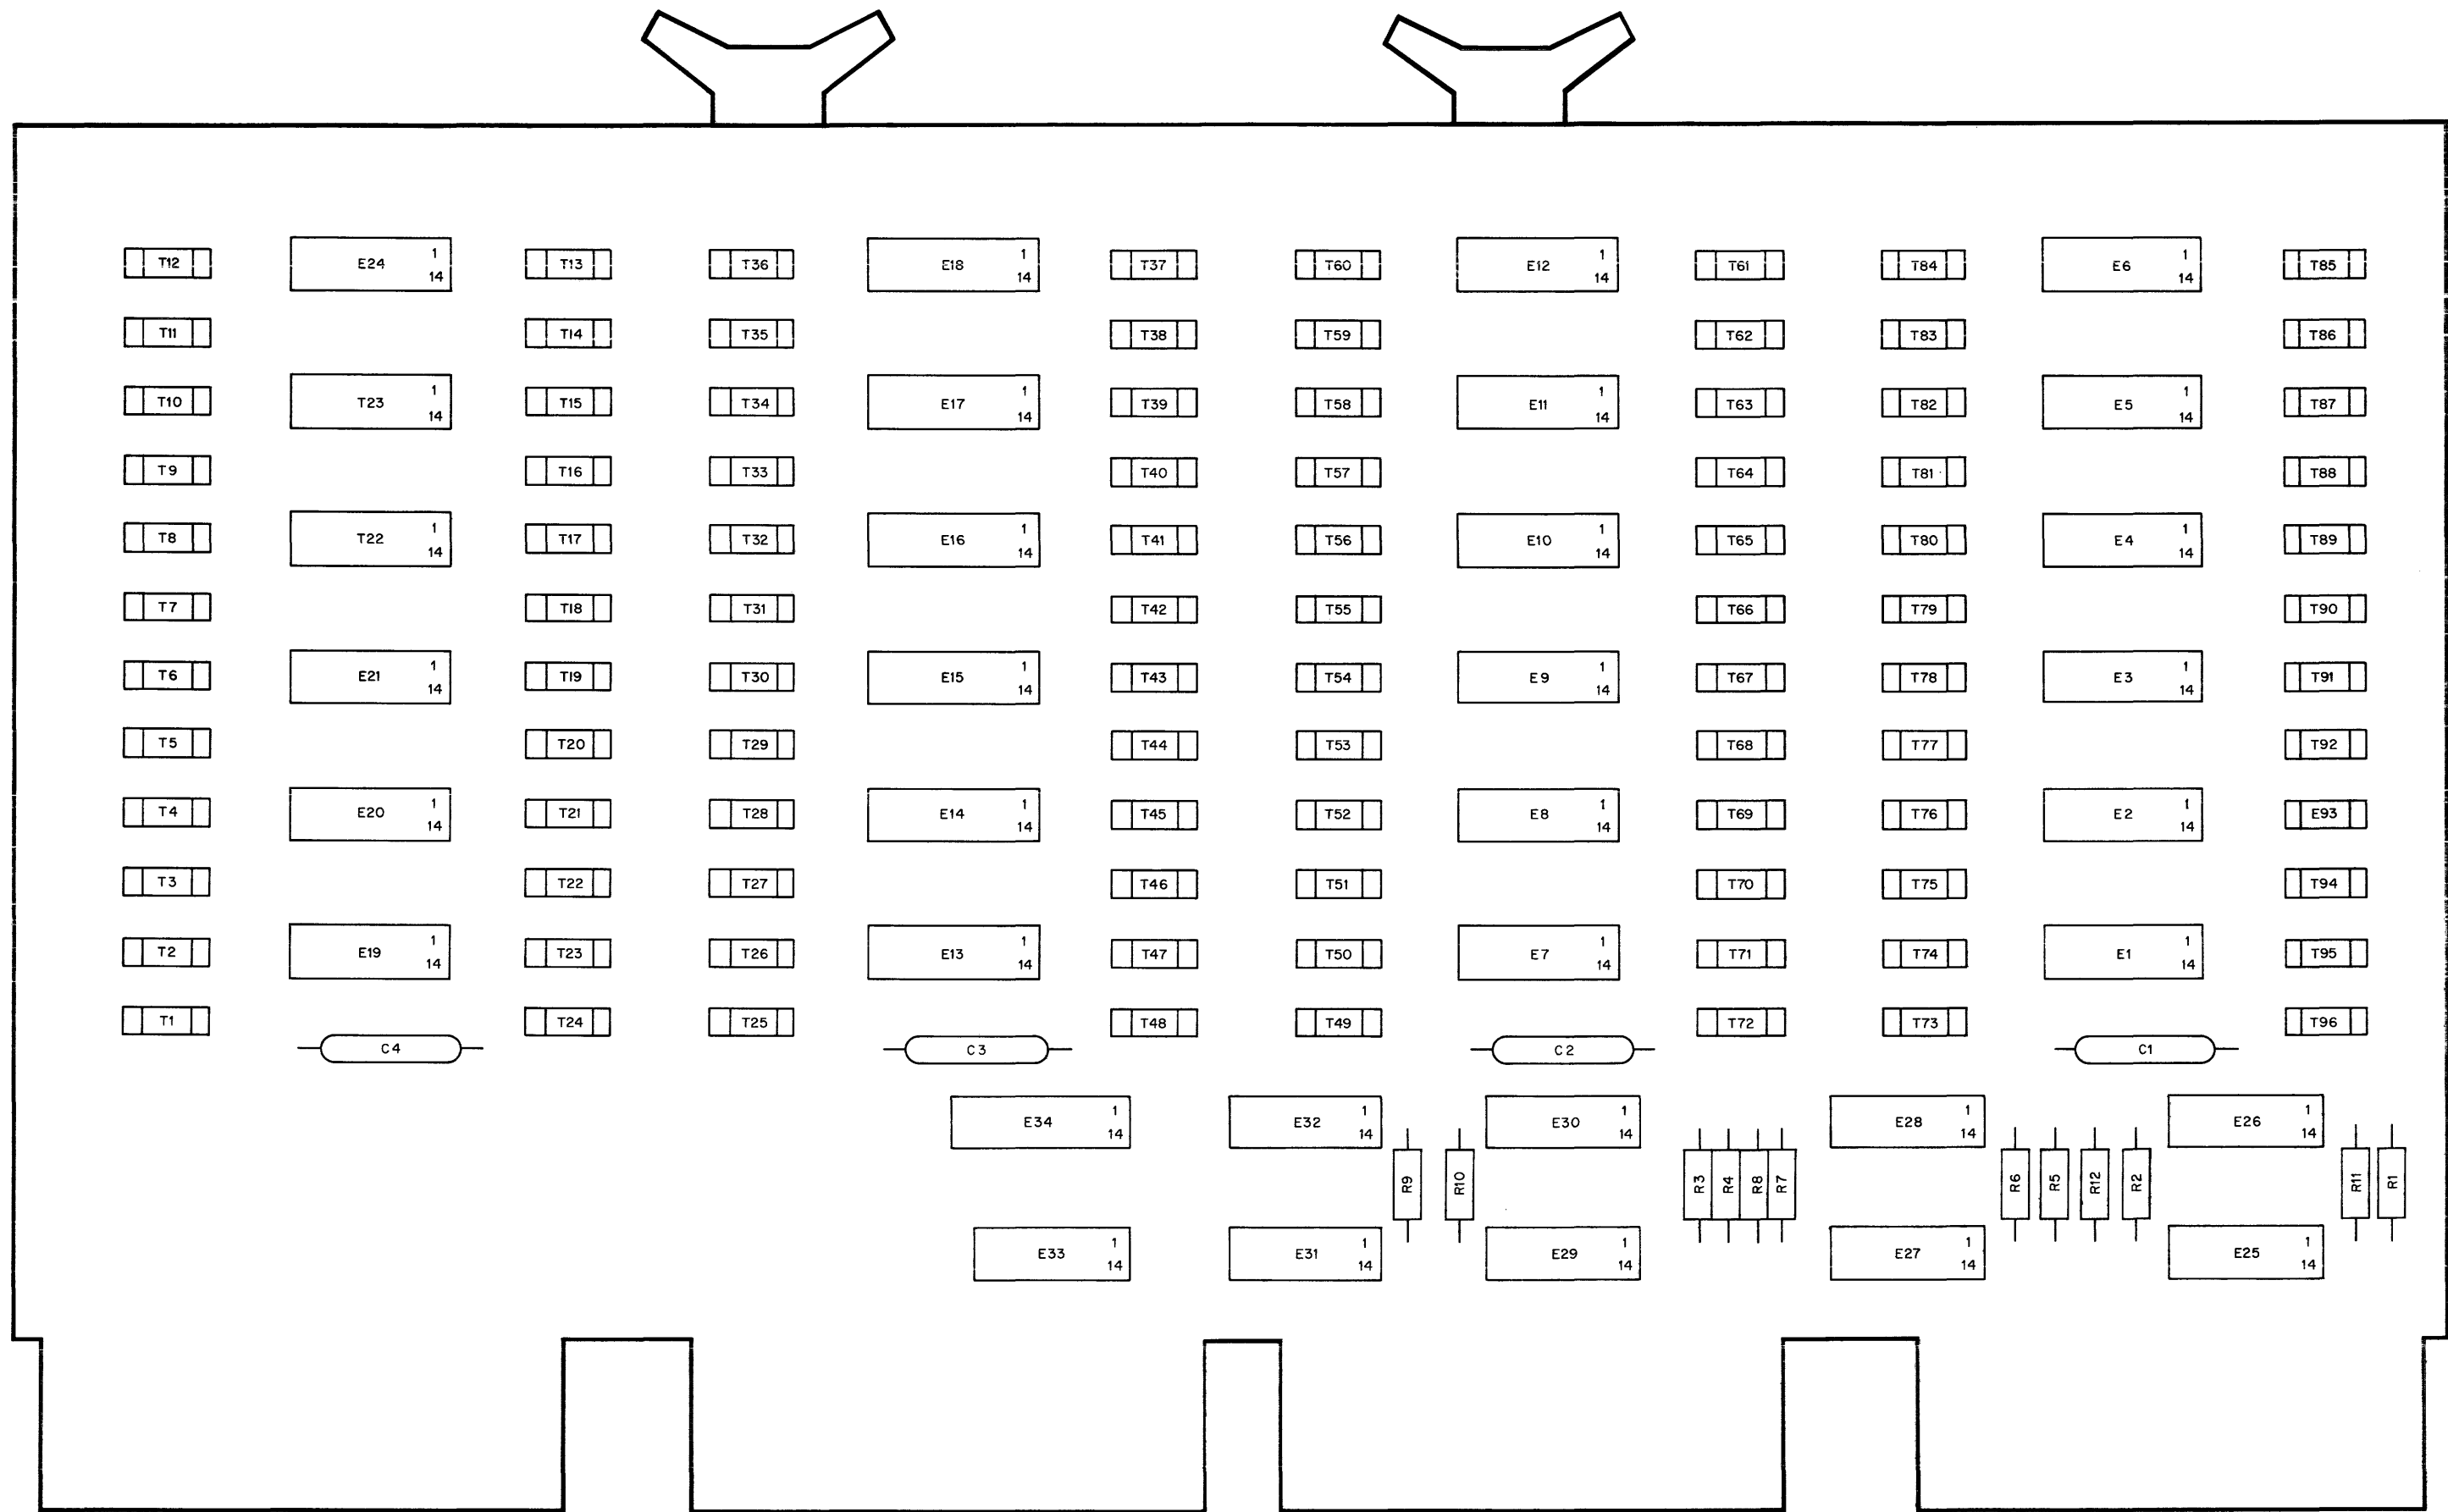 T12 E24 1 14 T13 T36 E18 1 14 T37 T60 E12 1 14 T61 T84 E6 1 14 T85
T11 T14 T35 T38 T59 T62 T83 T86
T10 T23 1 14 T15 T34 E17 1 14 T39 T58 E11 1 14 T63 T82 E5 1 14 T87
T9 T16 T33 T40 T57 T64 T81 T88
T8 T22 1 14 T17 T32 E16 1 14 T41 T56 E10 1 14 T65 T80 E4 1 14 T89
T7 T18 T31 T42 T55 T66 T79 T90
T6 E21 1 14 T19 T30 E15 1 14 T43 T54 E9 1 14 T67 T78 E3 1 14 T91
T5 T20 T29 T44 T53 T68 T77 T92
T4 E20 1 14 T21 T28 E14 1 14 T45 T52 E8 1 14 T69 T76 E2 1 14 E93
T3 T22 T27 T46 T51 T70 T75 T94
T2 E19 1 14 T23 T26 E13 1 14 T47 T50 E7 1 14 T71 T74 E1 1 14 T95
T1 T24 T25 T48 T49 T72 T73 T96
C4 C3 C2 C1
E34 1 14 E32 1 14 E30 1 14 E28 1 14 E26 1 14
R9 R10 R3 R4 R8 R7 R6 R5 R12 R2 R11 R1
E33 1 14 E31 1 14 E29 1 14 E27 1 14 E25 1 14